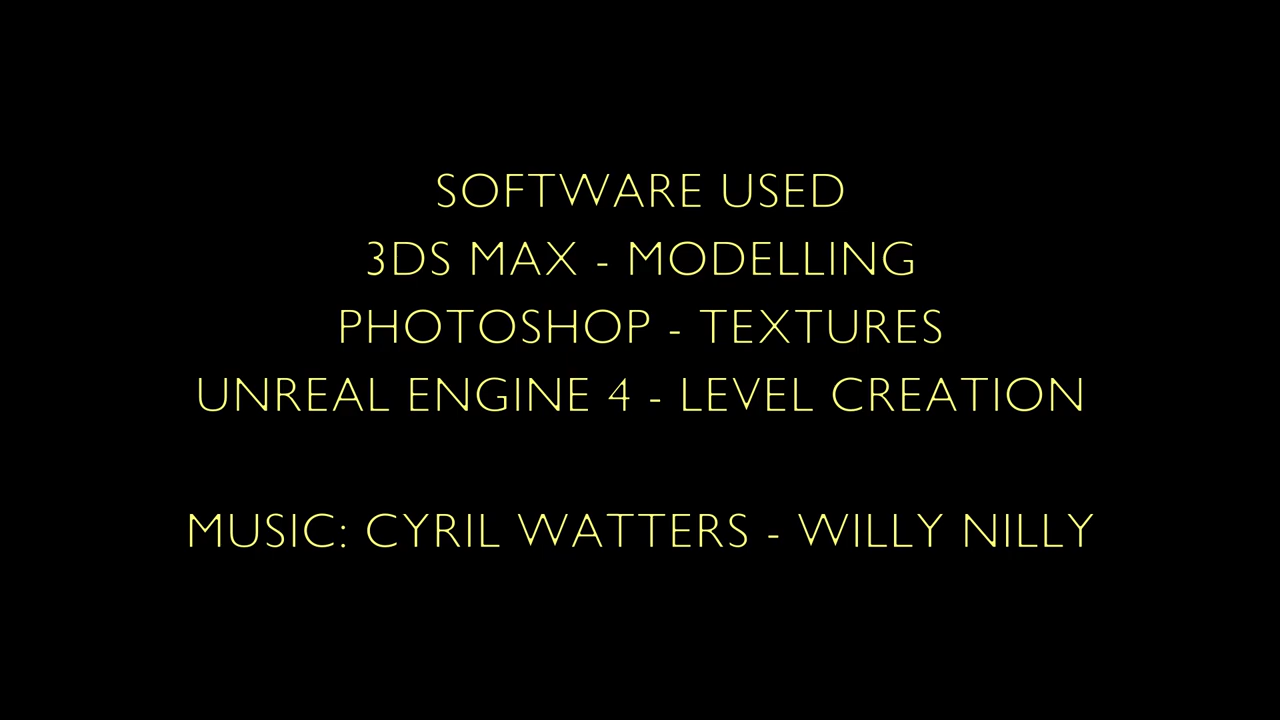 SOFTWARE USED
3DS MAX - MODELLING
PHOTOSHOP - TEXTURES
UNREAL ENGINE 4 - LEVEL CREATION
MUSIC: CYRIL WATTERS - WILLY NILLY